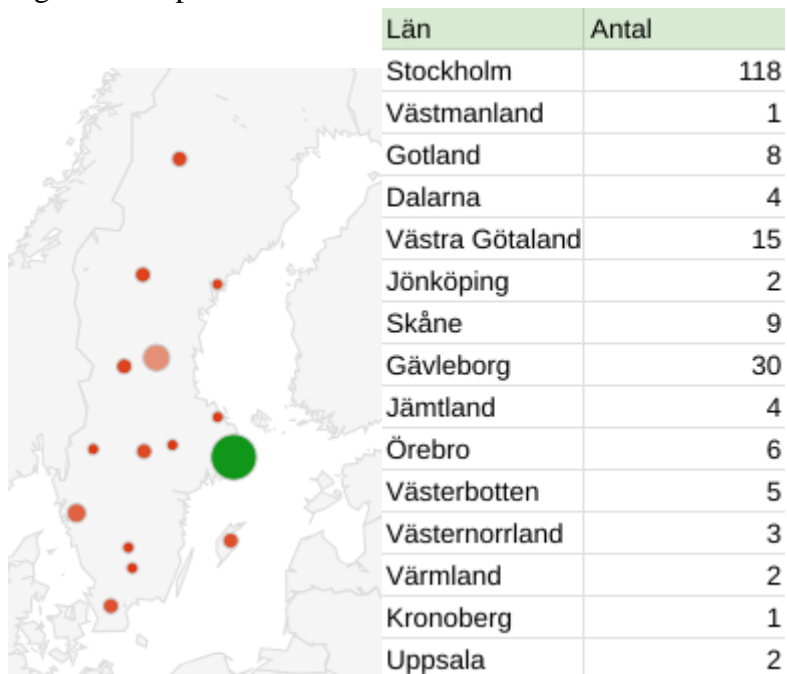 Län Antal
Stockholm 118
Västmanland 1
Gotland 8
Dalarna 4
Västra Götaland 15
Jönköping 2
Skåne 9
Gävleborg 30
Jämtland 4
Örebro 6
Västerbotten 5
Västernorrland 3
Värmland 2
Kronoberg 1
Uppsala 2